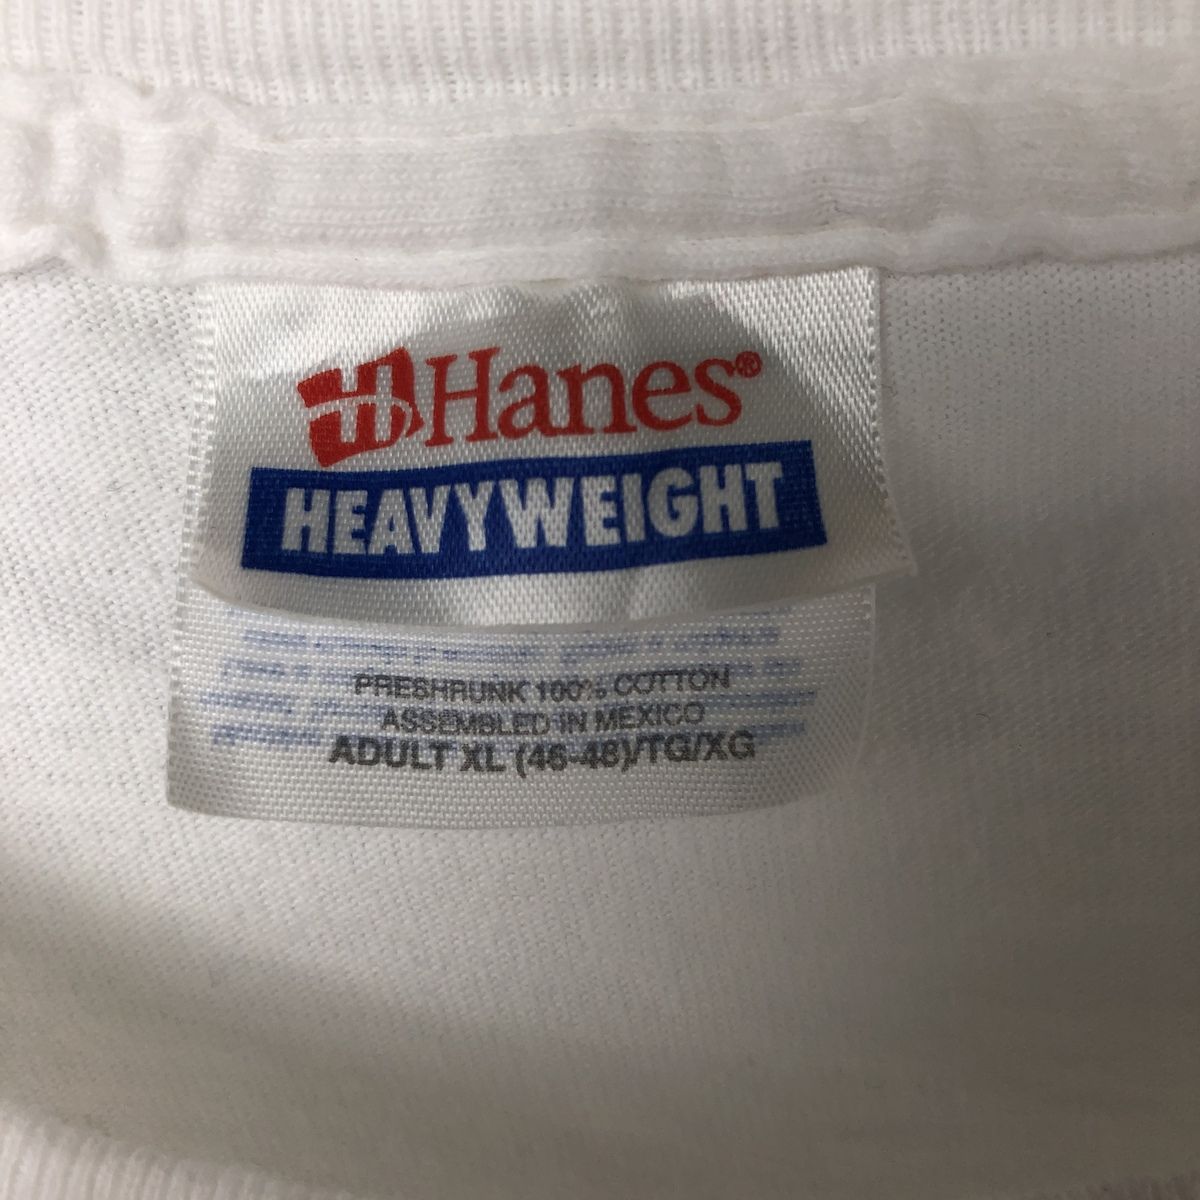 Hanes®
HEAVYWEIGHT
PRESHRUNK 100% COTTON
ASSEMBLED IN MEXICO
ADULT XL (46-48)/TG/XG